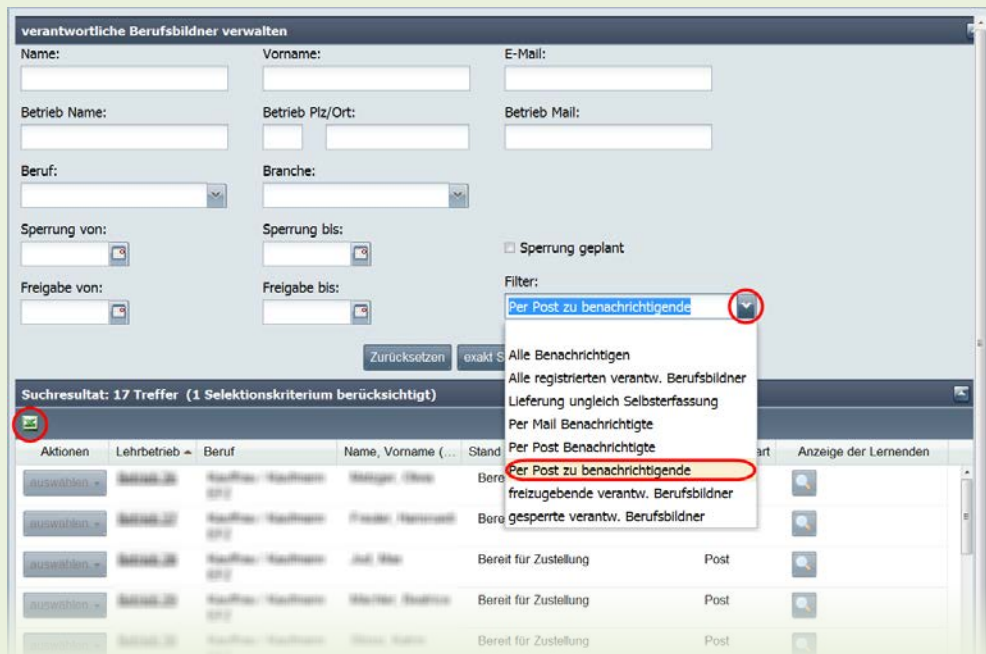 verantwortliche Berufsbildner verwalten
Name: Vorname: E-Mail:
Betrieb Name: Betrieb Plz/Ort: Betrieb Mail:
Beruf: Branche:
Sperrung von: Sperrung bis:
Sperrung geplant
Freigabe von: Freigabe bis: Filter:
Per Post zu benachrichtigende
Zurücksetzen exakt S
Alle Benachrichtigen
Alle registrierten verantw. Berufsbildner
Lieferung ungleich Selbsterfassung
Per Mail Benachrichtigte
Per Post Benachrichtigte
Per Post zu benachrichtigende
freizugebende verantw. Berufsbildner
gesperrte verantw. Berufsbildner
Suchresultat: 17 Treffer (1 Selektionskriterium berücksichtigt)
Aktionen Lehrbetrieb Beruf Name, Vorname (... Stand art Anzeige der Lernenden
auswählen Bere
auswählen Bere
auswählen Bereit für Zustellung Post
auswählen Bereit für Zustellung Post
auswählen Bereit für Zustellung Post